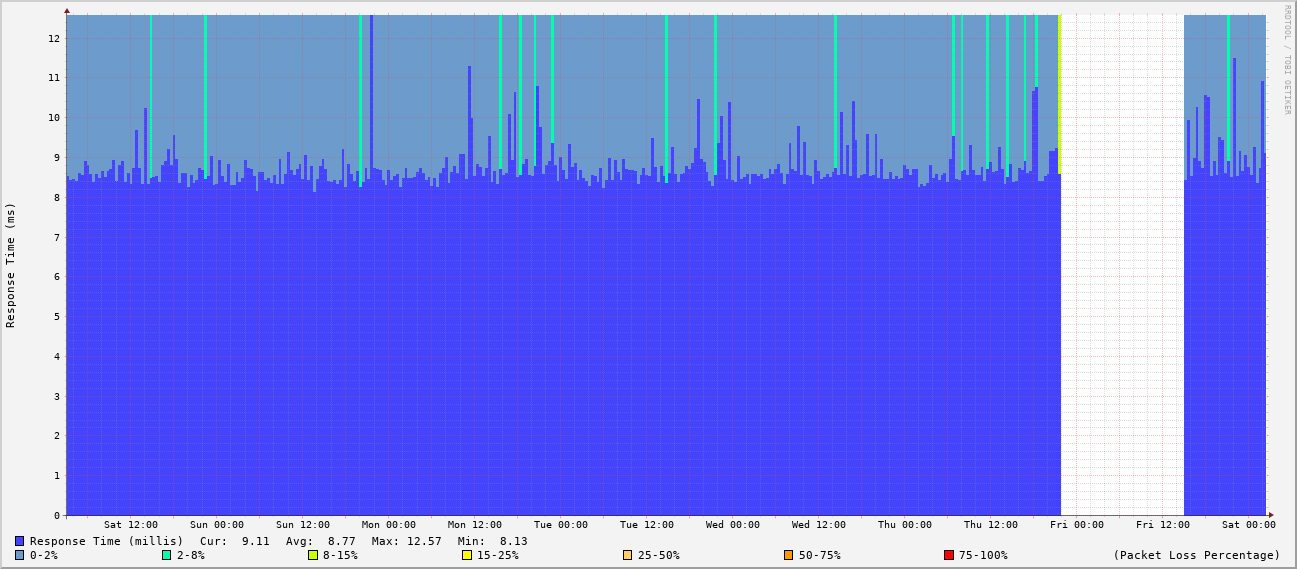 RRDTOOL / TOBI OETIKER
Response Time (ms)
12
11
10
9
8
7
6
5
4
3
2
1
0
Sat 12:00 Sun 00:00 Sun 12:00 Mon 00:00 Mon 12:00 Tue 00:00 Tue 12:00 Wed 00:00 Wed 12:00 Thu 00:00 Thu 12:00 Fri 00:00 Fri 12:00 Sat 00:00
Response Time (millis) Cur: 9.11 Avg: 8.77 Max: 12.57 Min: 8.13
0-2% 2-8% 8-15% 15-25% 25-50% 50-75% 75-100% (Packet Loss Percentage)